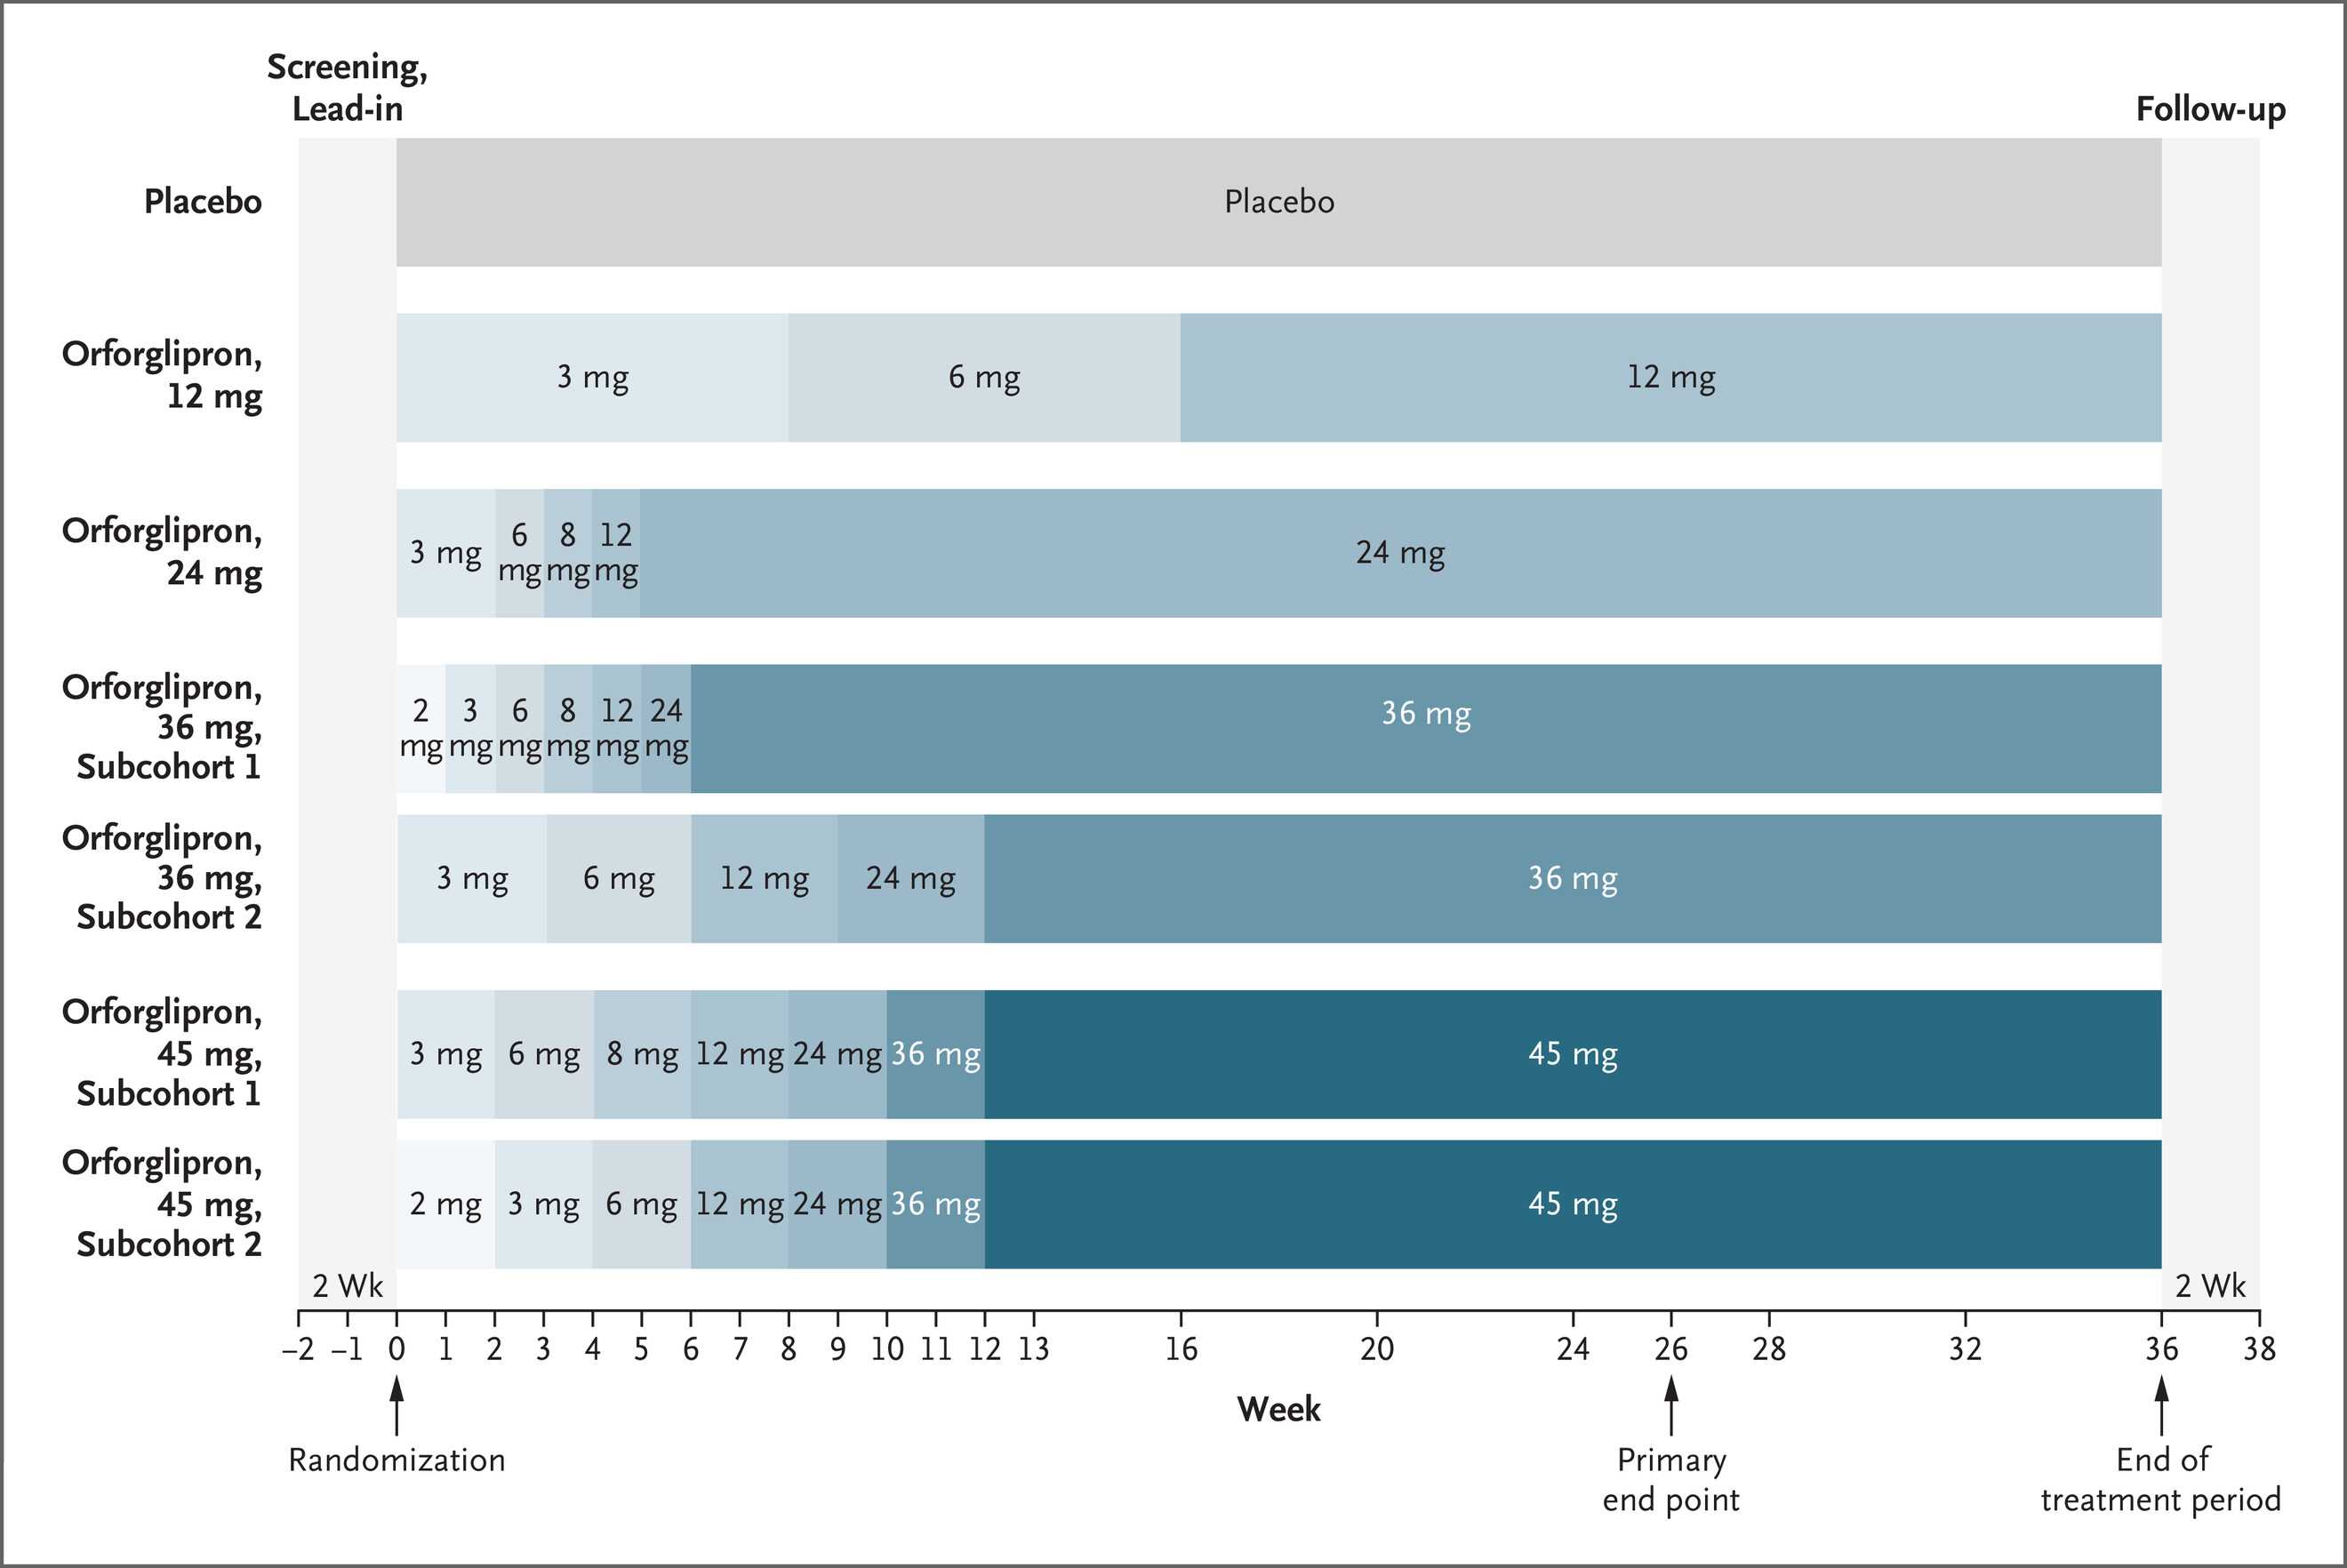 Screening,
Lead-in
Follow-up
Placebo
Placebo
Orforglipron,
12 mg
3 mg
6 mg
12 mg
Orforglipron,
24 mg
3 mg
6
mg
8
mg
12
mg
24 mg
Orforglipron,
36 mg,
Subcohort 1
2
mg
3
mg
6
mg
8
mg
12
mg
24
mg
36 mg
Orforglipron,
36 mg,
Subcohort 2
3 mg
6 mg
12 mg
24 mg
36 mg
Orforglipron,
45 mg,
Subcohort 1
3 mg
6 mg
8 mg
12 mg
24 mg
36 mg
45 mg
Orforglipron,
45 mg,
Subcohort 2
2 mg
3 mg
6 mg
12 mg
24 mg
36 mg
45 mg
2 Wk
2 Wk
–2 –1 0 1 2 3 4 5 6 7 8 9 10 11 12 13 16 20 24 26 28 32 36 38
Week
Randomization
Primary
end point
End of
treatment period